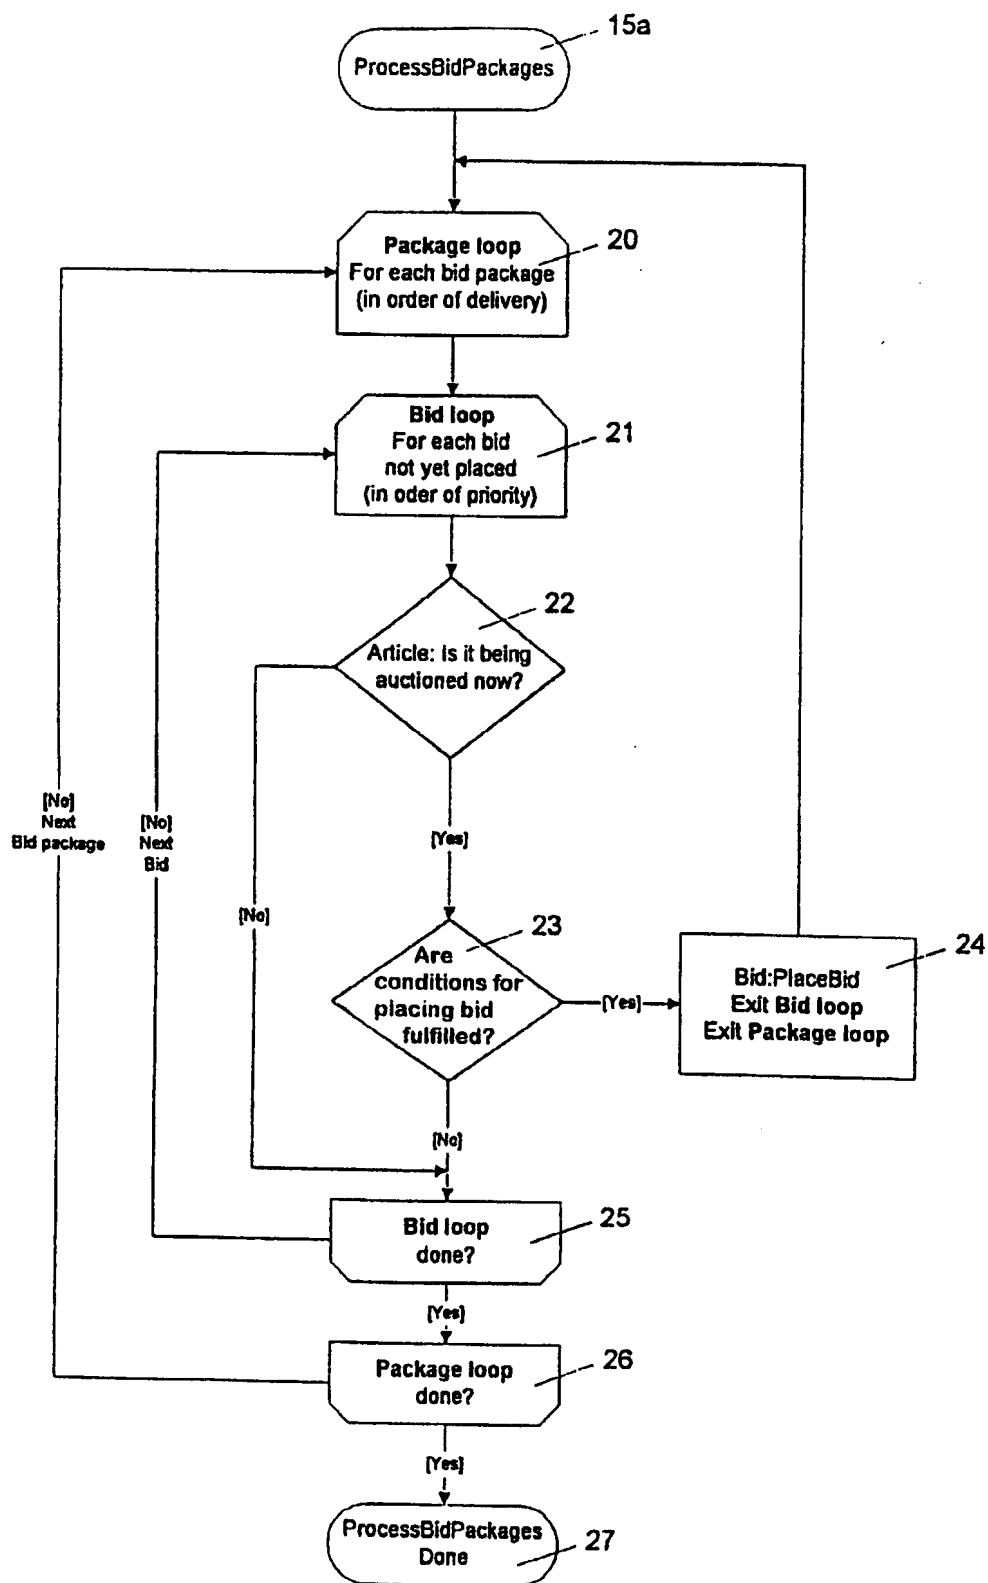 15a
ProcessBidPackages
20
Package loop
For each bid package
(in order of delivery)
21
Bid loop
For each bid
not yet placed
(in oder of priority)
22
Article: Is it being
auctioned now?
[No]
Next
Bid package
[No]
Next
Bid
[Yes]
[No]
23
Are
conditions for
placing bid
fulfilled?
[Yes]
24
Bid:PlaceBid
Exit Bid loop
Exit Package loop
[No]
25
Bid loop
done?
[Yes]
26
Package loop
done?
[Yes]
ProcessBidPackages
Done
27